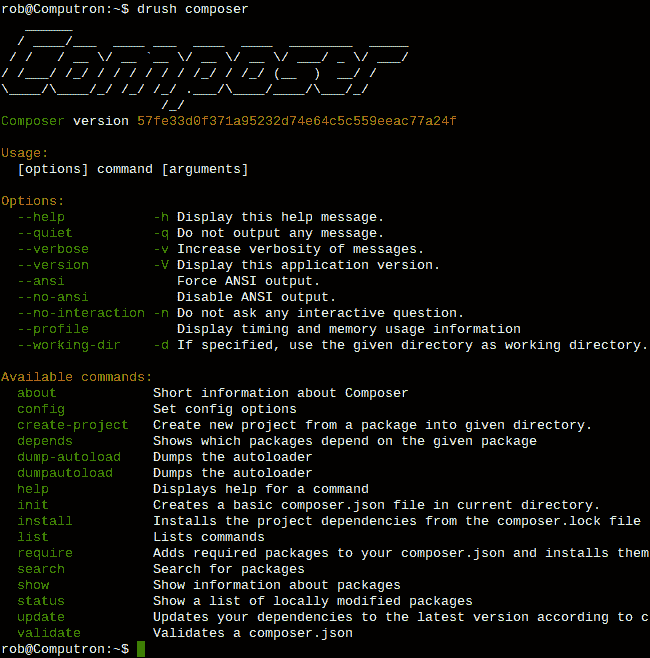 rob@Computron:~$ drush composer
   ______
  / ____/___  ____ ___  ____  ____  ________  _____
 / /   / __ \/ __ `__ \/ __ \/ __ \/ ___/ _ \/ ___/
/ /___/ /_/ / / / / / / /_/ / /_/ (__  )  __/ /
\____/\____/_/ /_/ /_/ .___/\____/____/\___/_/
                    /_/
Composer version 57fe33d0f371a95232d74e64c5c559eeac77a24f

Usage:
  [options] command [arguments]

Options:
  --help           -h Display this help message.
  --quiet          -q Do not output any message.
  --verbose        -v Increase verbosity of messages.
  --version        -V Display this application version.
  --ansi              Force ANSI output.
  --no-ansi           Disable ANSI output.
  --no-interaction -n Do not ask any interactive question.
  --profile           Display timing and memory usage information
  --working-dir    -d If specified, use the given directory as working directory.

Available commands:
  about            Short information about Composer
  config           Set config options
  create-project   Create new project from a package into given directory.
  depends          Shows which packages depend on the given package
  dump-autoload    Dumps the autoloader
  dumpautoload     Dumps the autoloader
  help             Displays help for a command
  init             Creates a basic composer.json file in current directory.
  install          Installs the project dependencies from the composer.lock file
  list             Lists commands
  require          Adds required packages to your composer.json and installs them
  search           Search for packages
  show             Show information about packages
  status           Show a list of locally modified packages
  update           Updates your dependencies to the latest version according to c
  validate         Validates a composer.json
rob@Computron:~$